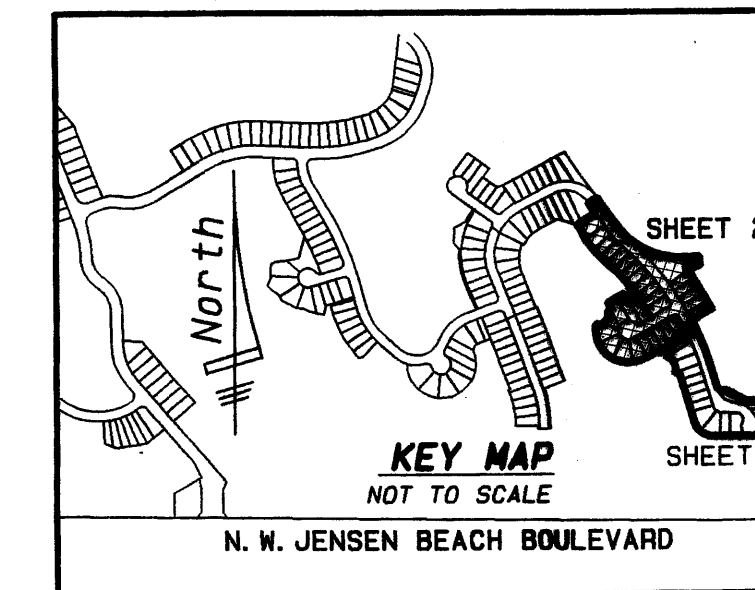 SHEET
North
KEY MAP
NOT TO SCALE
SHEET
N. W. JENSEN BEACH BOULEVARD